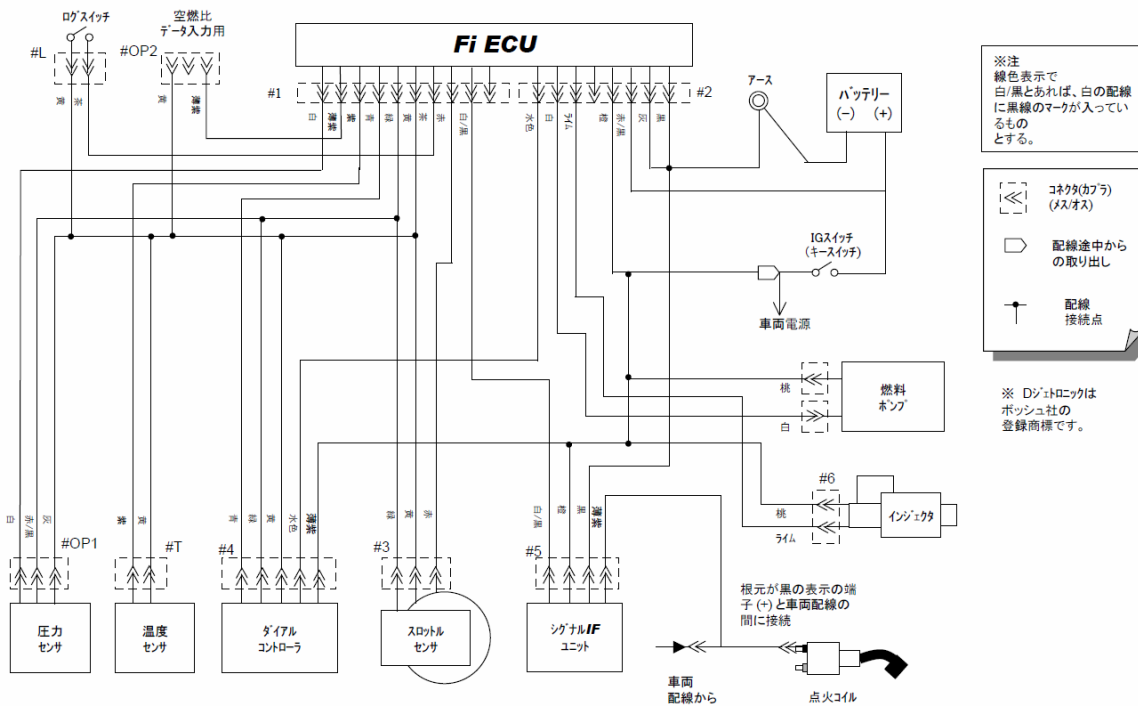 ログスイッチ
空燃比
データ入力用
#L
#OP2
Fi ECU
#1
#2
黄
茶
黄
薄紫
白
薄紫
紫
青
緑
黄
茶
赤
白/黒
水色
白
ライム
橙
赤/黒
灰
黒
アース
バッテリー
(-) (+)
IGスイッチ
(キースイッチ)
車両電源
桃
白
燃料
ポンプ
#6
桃
ライム
インジェクタ
※注
線色表示で
白/黒とあれば、白の配線
に黒線のマークが入ってい
るもの
とする。
コネクタ(カプラ)
(メス/オス)
配線途中から
の取り出し
配線
接続点
※ Dジェトロニックは
ボッシュ社の
登録商標です。
白
赤/黒
灰
#OP1
紫
黄
#T
#4
青
緑
黄
水色
薄紫
#3
緑
黄
赤
#5
白/黒
橙
黒
薄紫
圧力
センサ
温度
センサ
ダイアル
コントローラ
スロットル
センサ
シグナルIF
ユニット
根元が黒の表示の端
子 (+) と車両配線の
間に接続
車両
配線から
点火コイル